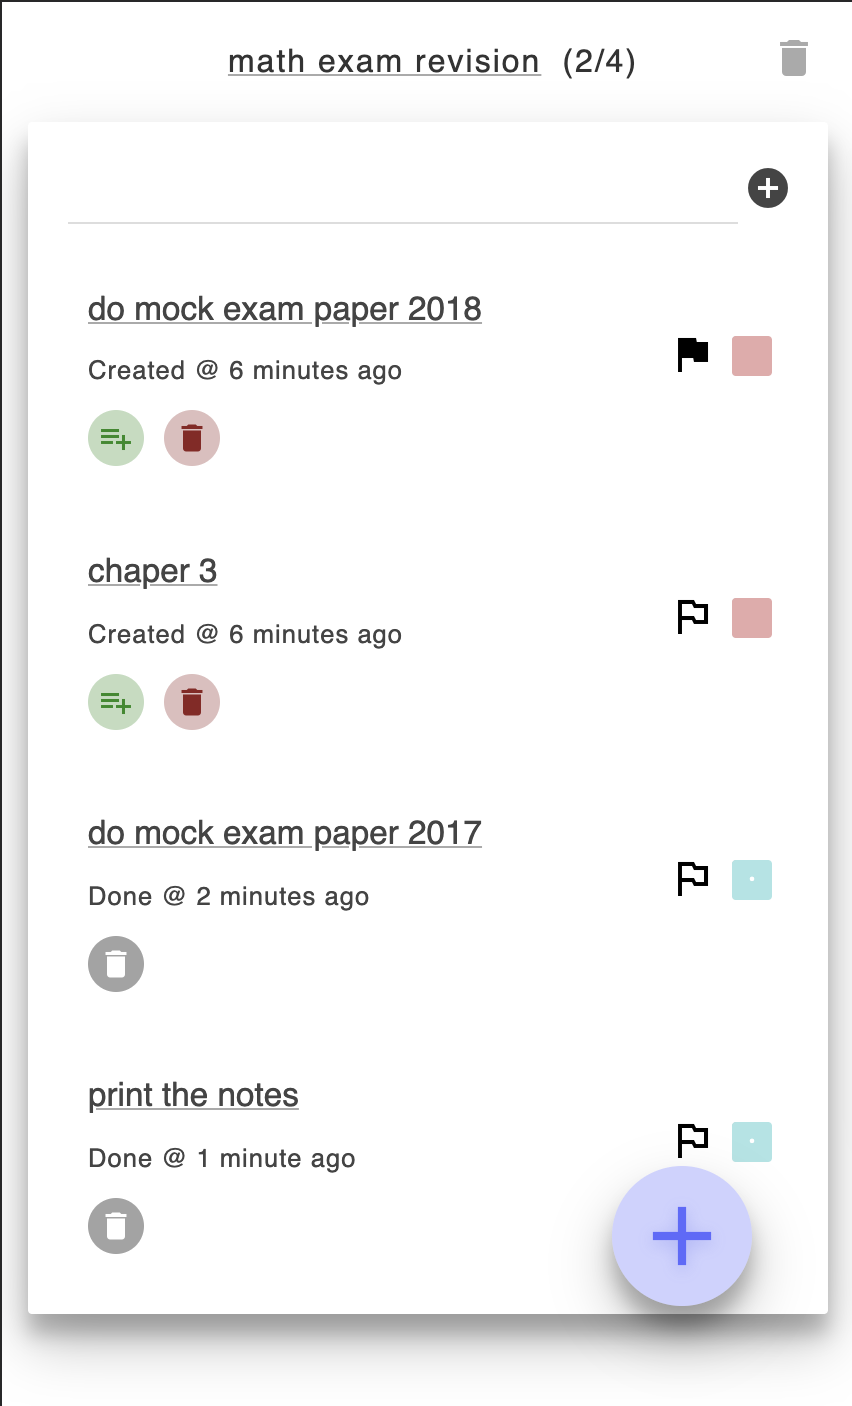 math exam revision (2/4)
do mock exam paper 2018
Created @ 6 minutes ago
chaper 3
Created @ 6 minutes ago
do mock exam paper 2017
Done @ 2 minutes ago
print the notes
Done @ 1 minute ago